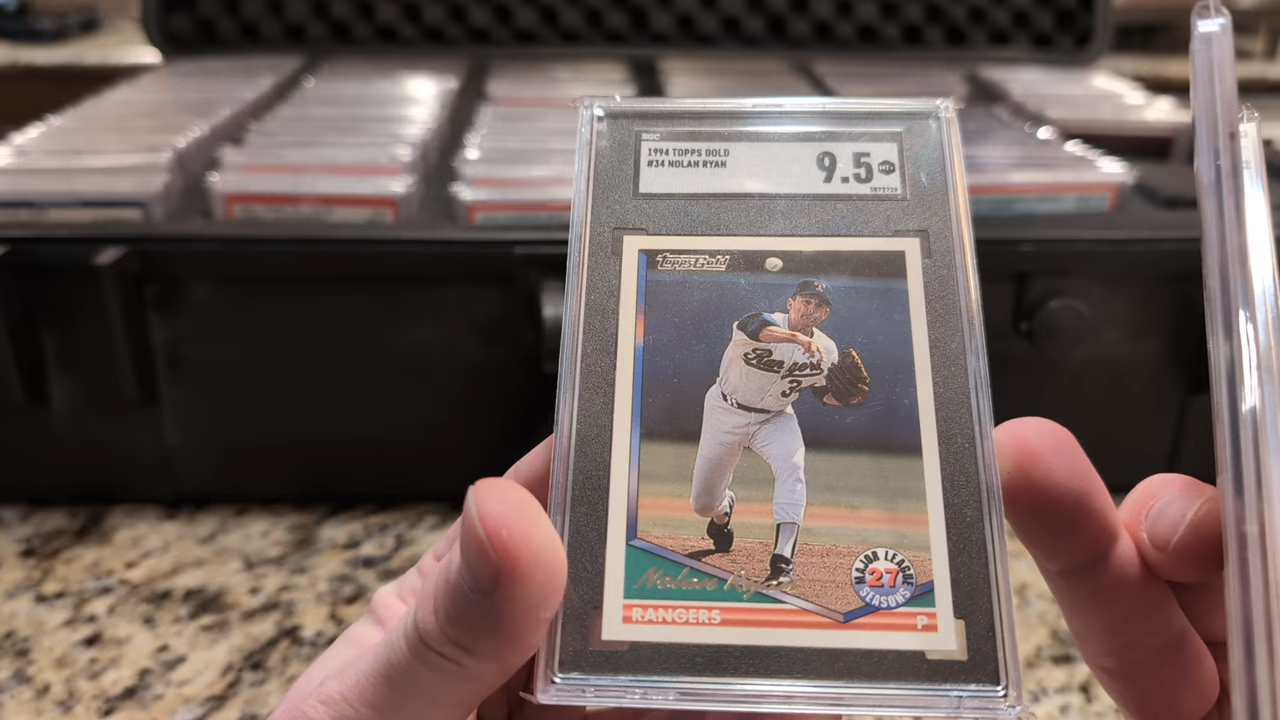 SGC
1994 TOPPS GOLD
#34 NOLAN RYAN
9.5
MT+
Topps Gold
Rangers
3
Nolan Ryan
MAJOR LEAGUE
27
SEASONS
RANGERS
P